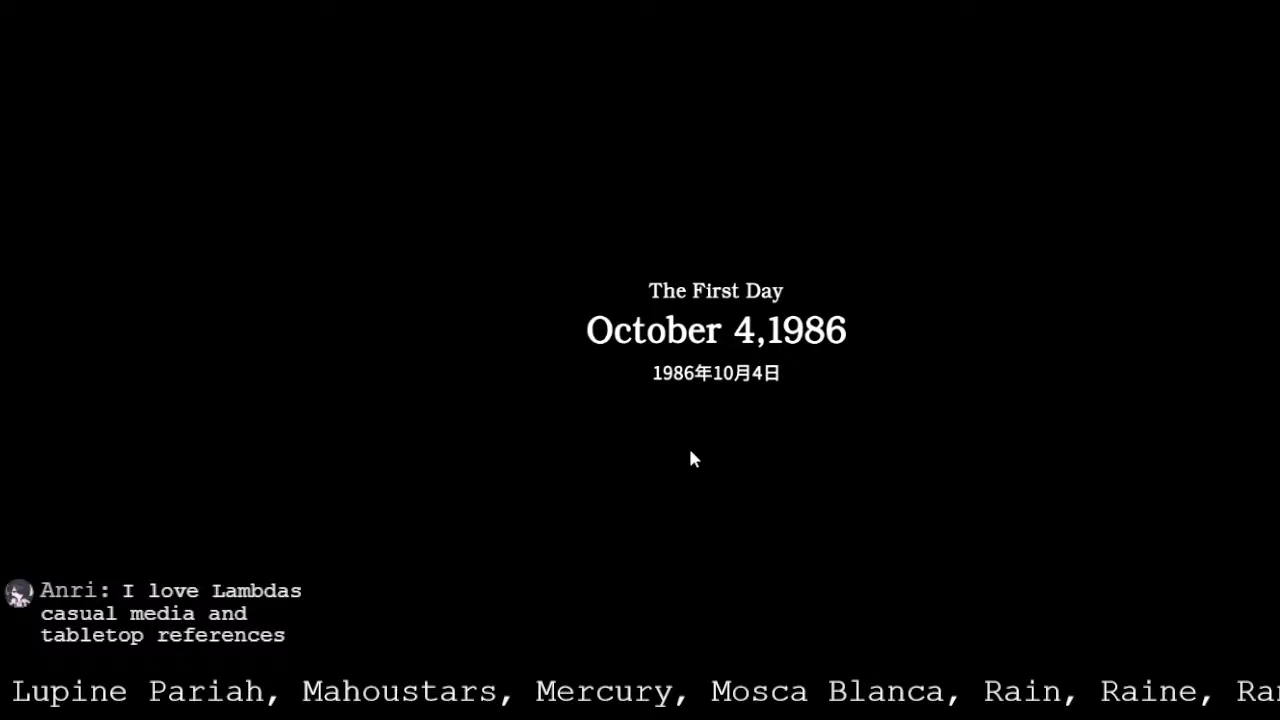 The First Day
October 4,1986
1986年10月4日
Anri: I love Lambdas
casual media and
tabletop references
Lupine Pariah, Mahoustars, Mercury, Mosca Blanca, Rain, Raine,